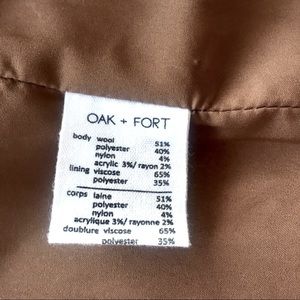 OAK + FORT
body wool 51%
polyester 40%
nylon 4%
acrylic 3%/ rayon 2%
lining viscose 65%
polyester 35%
corps laine 51%
polyester 40%
nylon 4%
acrylique 3%/ rayonne 2%
doublure viscose 65%
polyester 35%